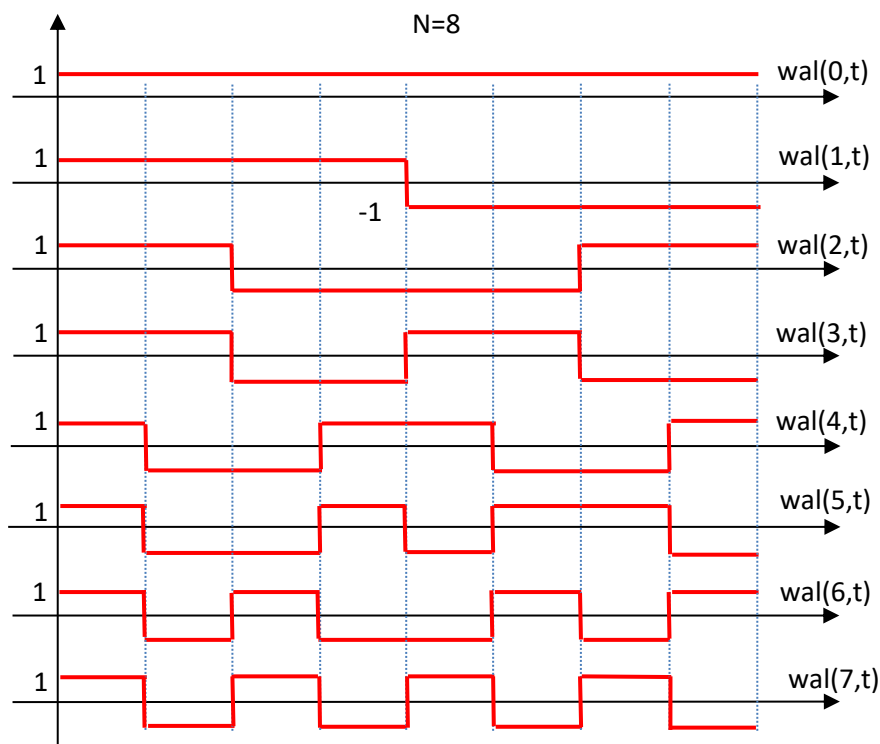 N=8
1 wal(0,t)
1 wal(1,t)
-1
1 wal(2,t)
1 wal(3,t)
1 wal(4,t)
1 wal(5,t)
1 wal(6,t)
1 wal(7,t)